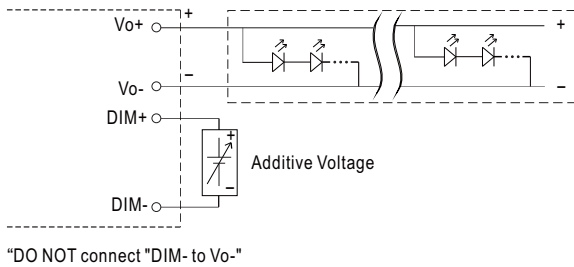 Vo+ + +
Vo- − −
DIM+
+
Additive Voltage
−
DIM-
“DO NOT connect "DIM- to Vo-"